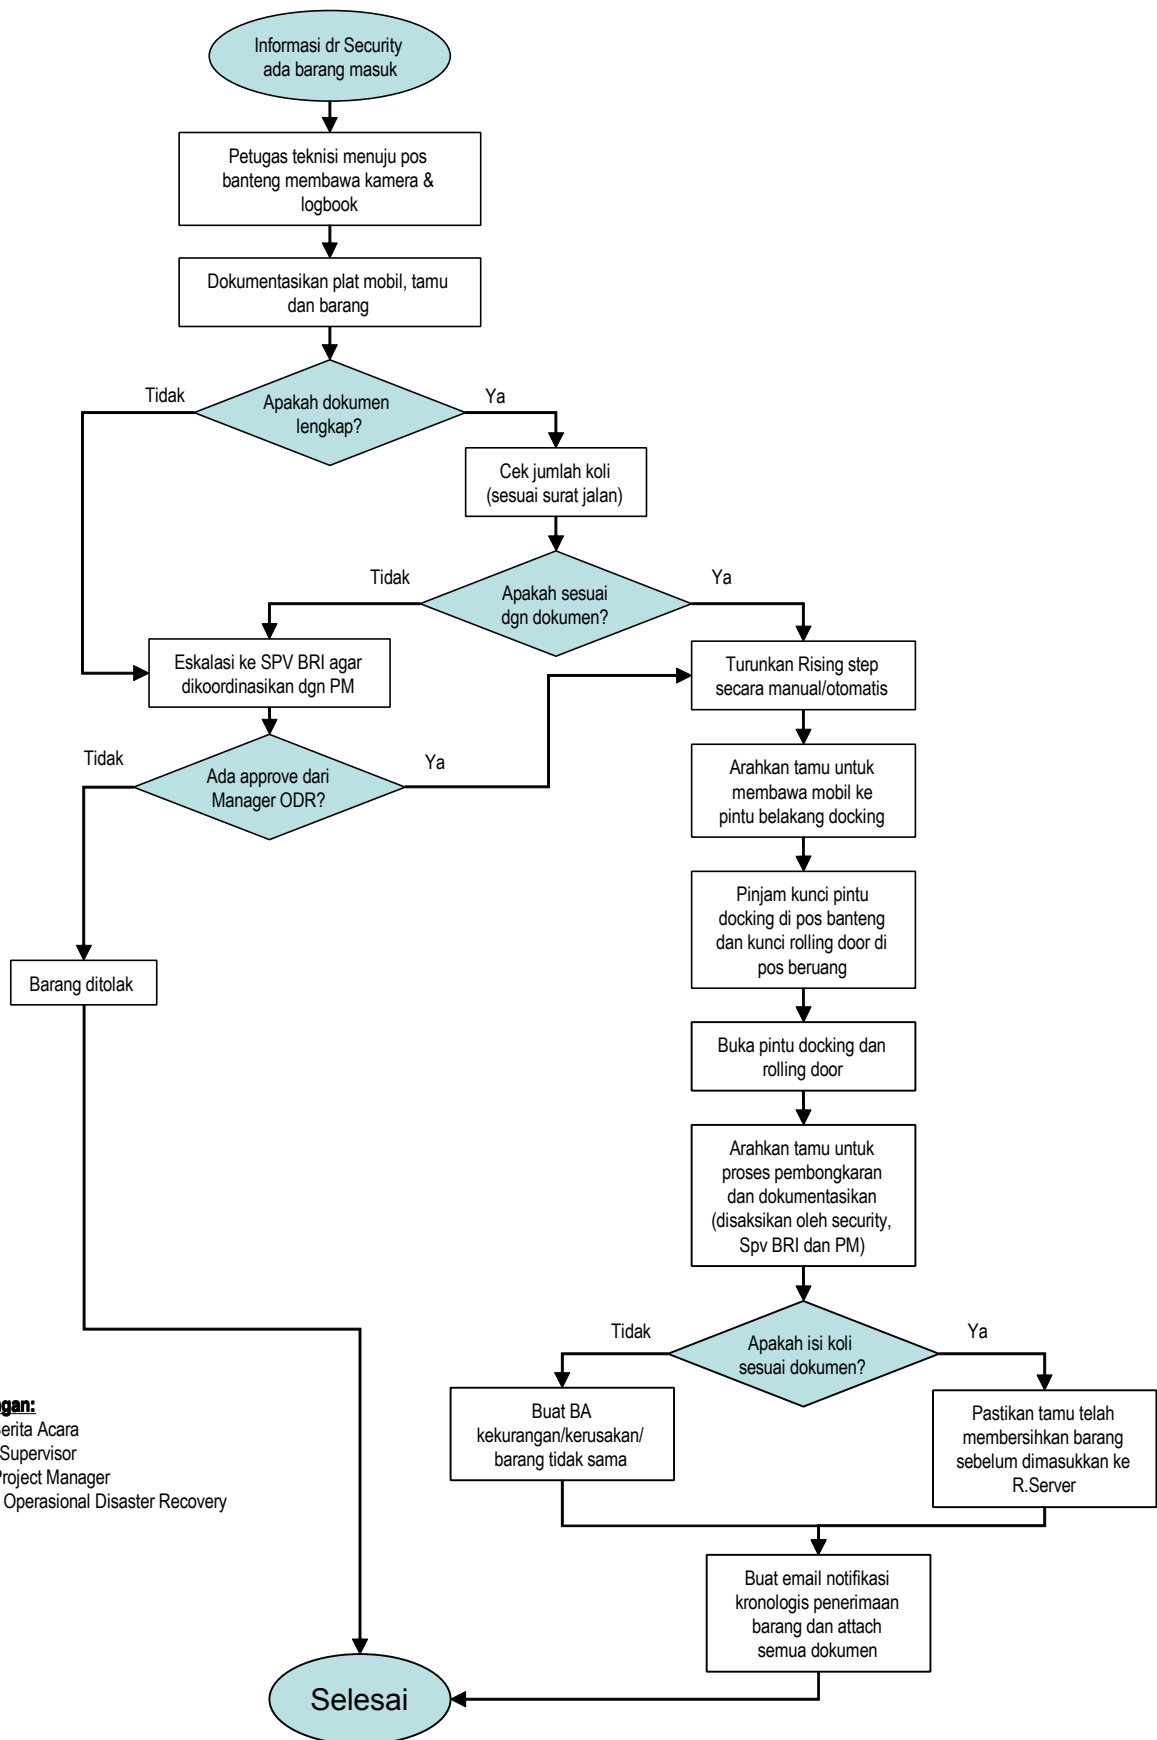 Informasi dr Security
ada barang masuk
Petugas teknisi menuju pos
banteng membawa kamera &
logbook
Dokumentasikan plat mobil, tamu
dan barang
Tidak
Apakah dokumen
lengkap?
Ya
Cek jumlah koli
(sesuai surat jalan)
Tidak
Apakah sesuai
dgn dokumen?
Ya
Eskalasi ke SPV BRI agar
dikoordinasikan dgn PM
Turunkan Rising step
secara manual/otomatis
Tidak
Ada approve dari
Manager ODR?
Ya
Arahkan tamu untuk
membawa mobil ke
pintu belakang docking
Pinjam kunci pintu
docking di pos banteng
dan kunci rolling door di
pos beruang
Barang ditolak
Buka pintu docking dan
rolling door
Arahkan tamu untuk
proses pembongkaran
dan dokumentasikan
(disaksikan oleh security,
Spv BRI dan PM)
Tidak
Apakah isi koli
sesuai dokumen?
Ya
Buat BA
kekurangan/kerusakan/
barang tidak sama
Pastikan tamu telah
membersihkan barang
sebelum dimasukkan ke
R.Server
ngan:
erita Acara
Supervisor
roject Manager
Operasional Disaster Recovery
Buat email notifikasi
kronologis penerimaan
barang dan attach
semua dokumen
Selesai